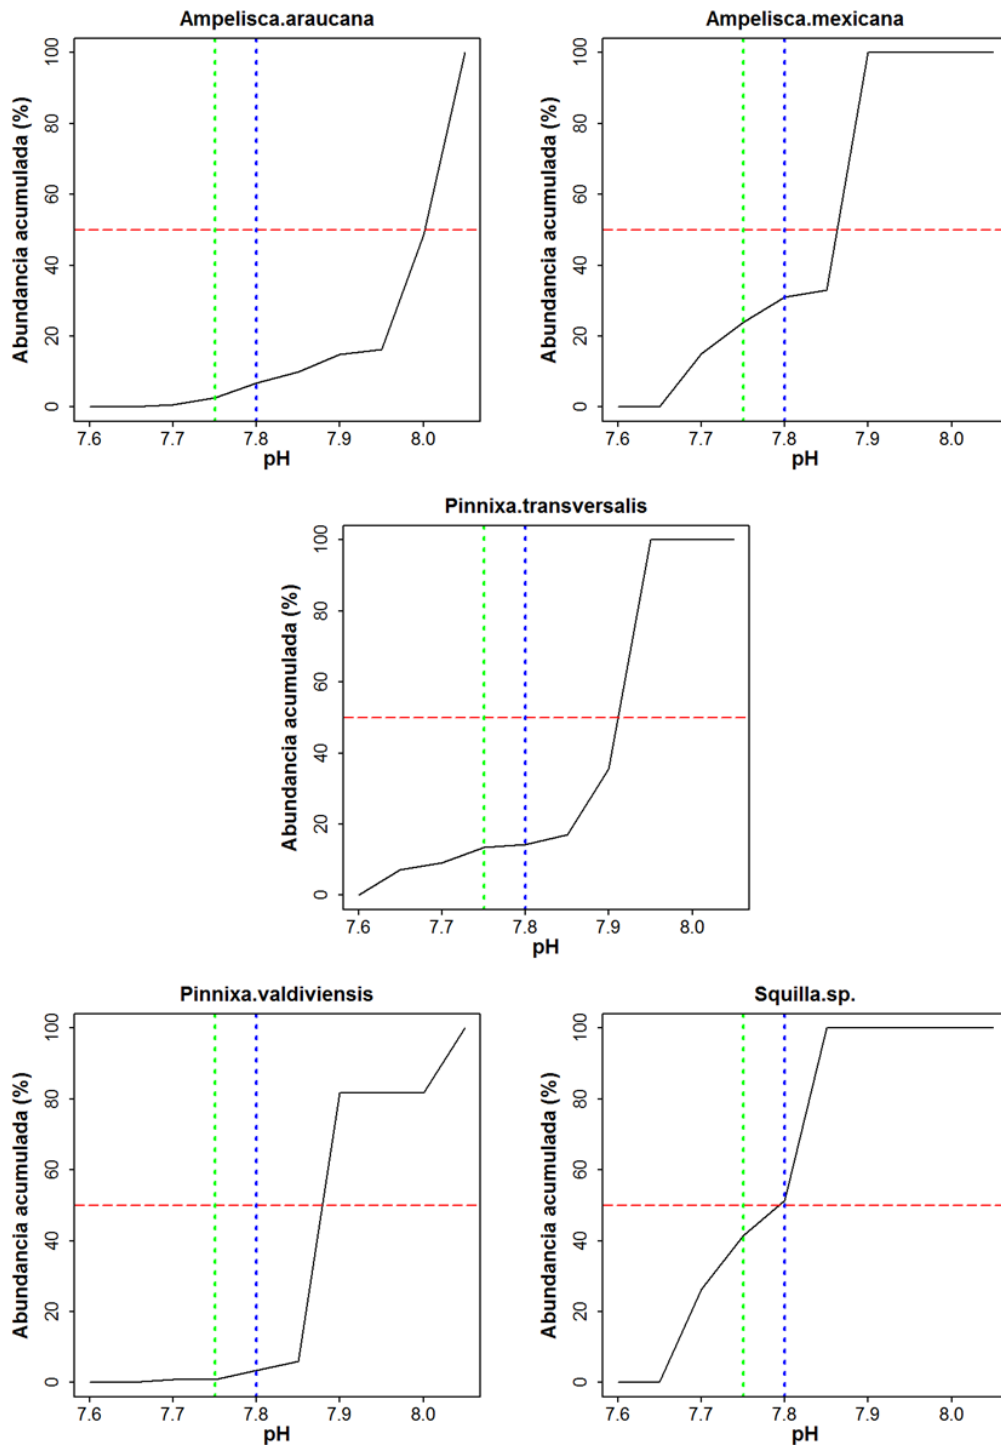 Ampelisca.araucana
Abundancia acumulada (%)
100
80
60
40
20
0
7.6 7.7 7.8 7.9 8.0
pH
Ampelisca.mexicana
Abundancia acumulada (%)
100
80
60
40
20
0
7.6 7.7 7.8 7.9 8.0
pH
Pinnixa.transversalis
Abundancia acumulada (%)
100
80
60
40
20
0
7.6 7.7 7.8 7.9 8.0
pH
Pinnixa.valdiviensis
Abundancia acumulada (%)
100
80
60
40
20
0
7.6 7.7 7.8 7.9 8.0
pH
Squilla.sp.
Abundancia acumulada (%)
100
80
60
40
20
0
7.6 7.7 7.8 7.9 8.0
pH